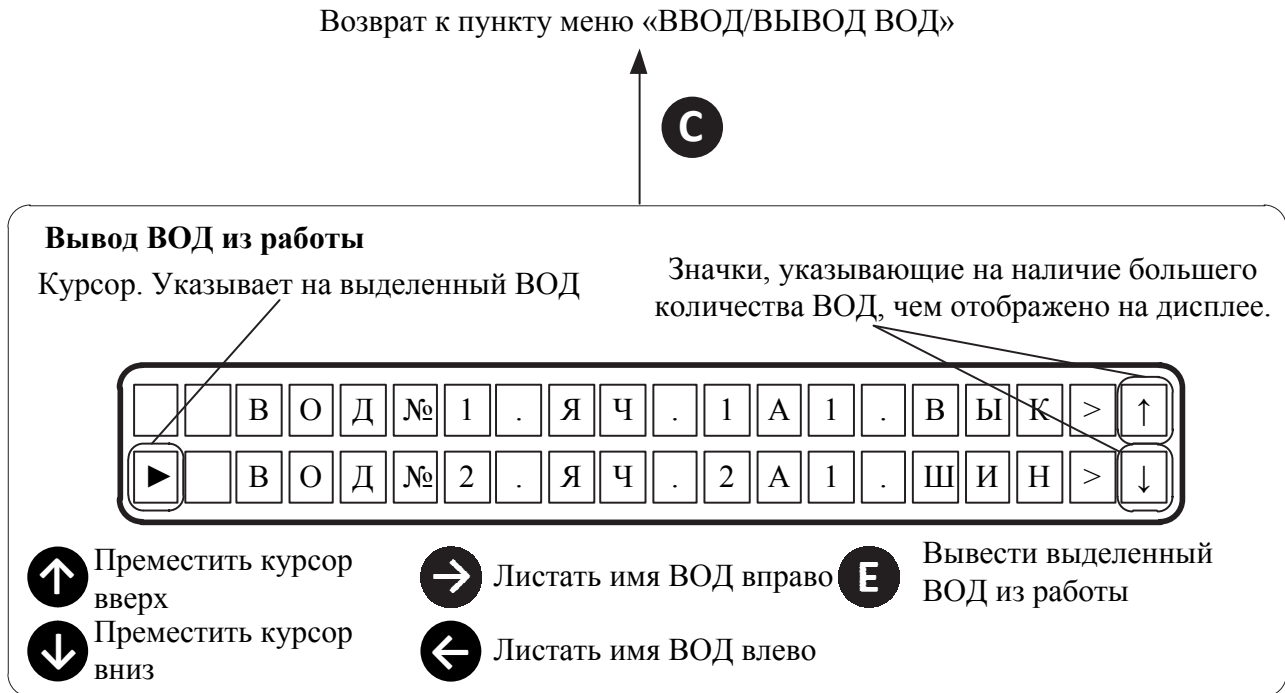 Возврат к пункту меню «ВВОД/ВЫВОД ВОД»
C
Вывод ВОД из работы
Курсор. Указывает на выделенный ВОД
Значки, указывающие на наличие большего
количества ВОД, чем отображено на дисплее.
ВОД№1.ЯЧ.1А1.ВЫК>↑
► ВОД№2.ЯЧ.2А1.ШИН>↓
↑ Преместить курсор
вверх
→ Листать имя ВОД вправо
E Вывести выделенный
ВОД из работы
↓ Преместить курсор
вниз
← Листать имя ВОД влево